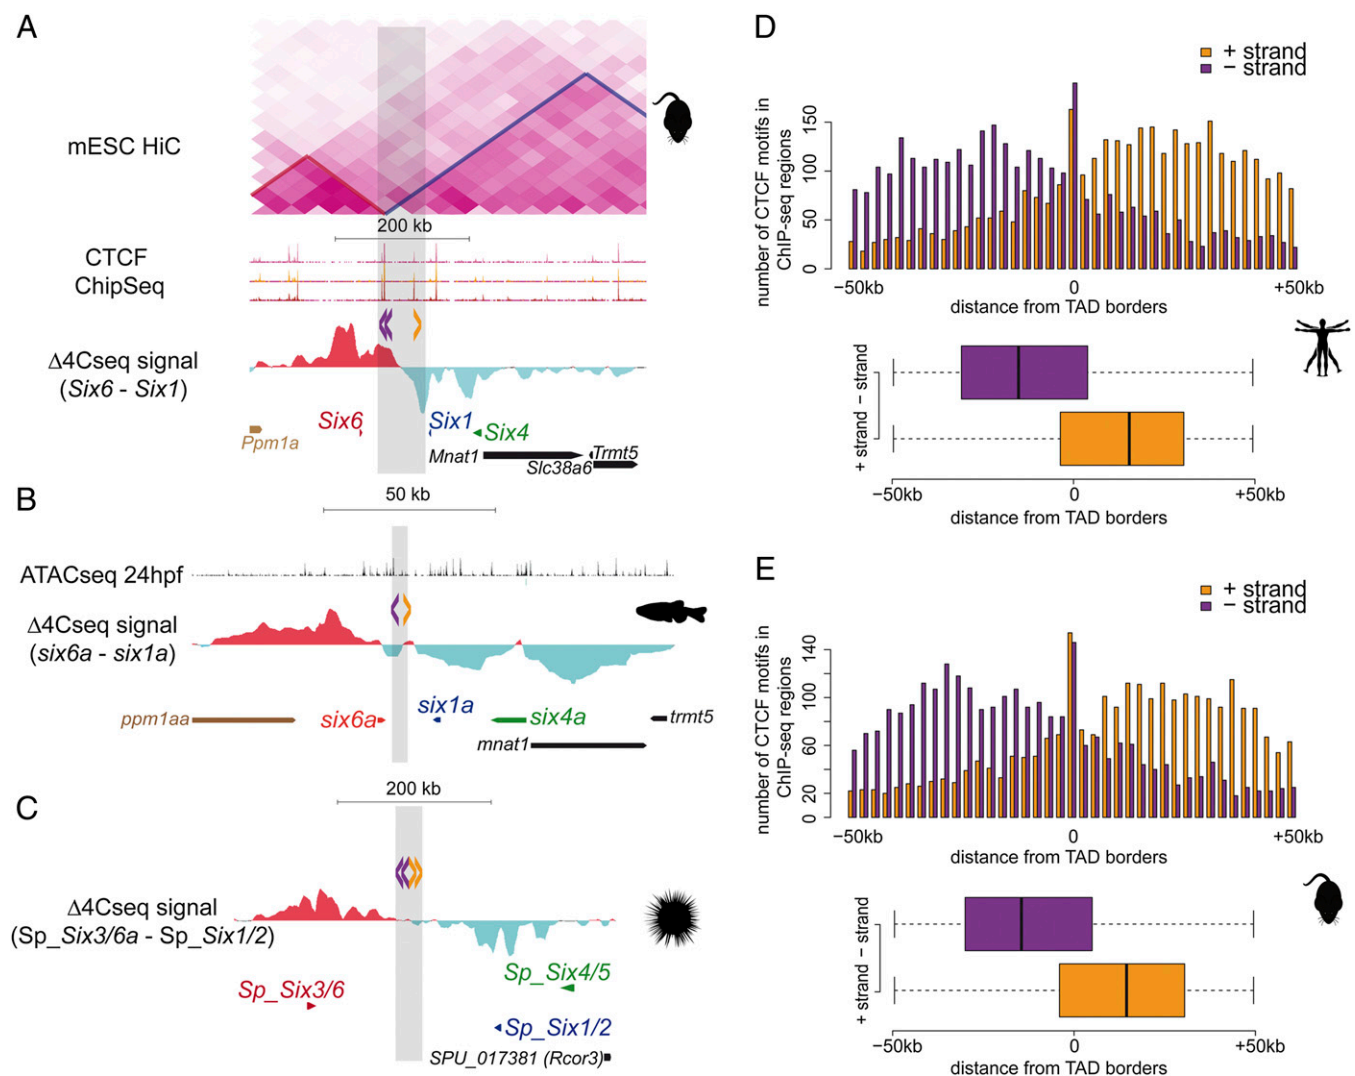 A
mESC HiC
200 kb
CTCF
ChipSeq
Δ4Cseq signal
(Six6 - Six1)
Six6
Six1
Six4
Ppm1a
Mnat1
Slc38a6
Trmt5
B
50 kb
ATACseq 24hpf
Δ4Cseq signal
(six6a - six1a)
ppm1aa
six6a
six1a
six4a
mnat1
trmt5
C
200 kb
Δ4Cseq signal
(Sp_Six3/6a - Sp_Six1/2)
Sp_Six3/6
Sp_Six4/5
Sp_Six1/2
SPU_017381 (Rcor3)
D
+ strand
− strand
number of CTCF motifs in
ChIP-seq regions
0
50
100
150
−50kb
0
+50kb
distance from TAD borders
+ strand − strand
−50kb
0
+50kb
distance from TAD borders
E
+ strand
− strand
number of CTCF motifs in
ChIP-seq regions
0
20
60
100
140
−50kb
0
+50kb
distance from TAD borders
+ strand − strand
−50kb
0
+50kb
distance from TAD borders